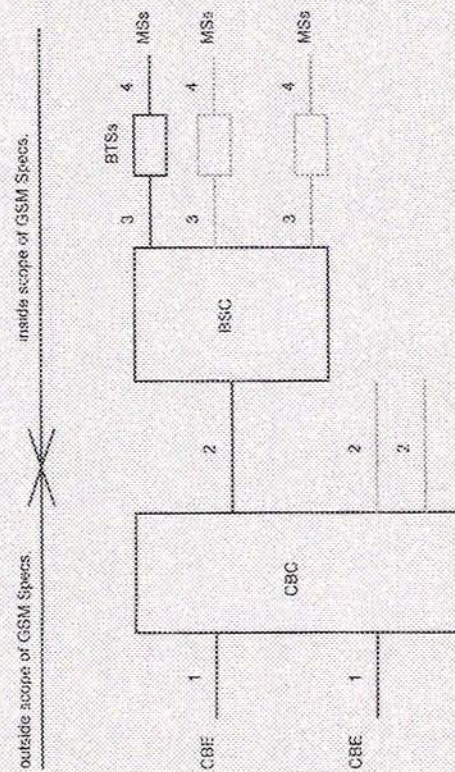 outside scope of GSM Specs.
inside scope of GSM Specs.
CBE
1
CBE
1
CBC
2
2
2
BSC
3
3
3
BTSs
4
4
4
MSs
MSs
MSs